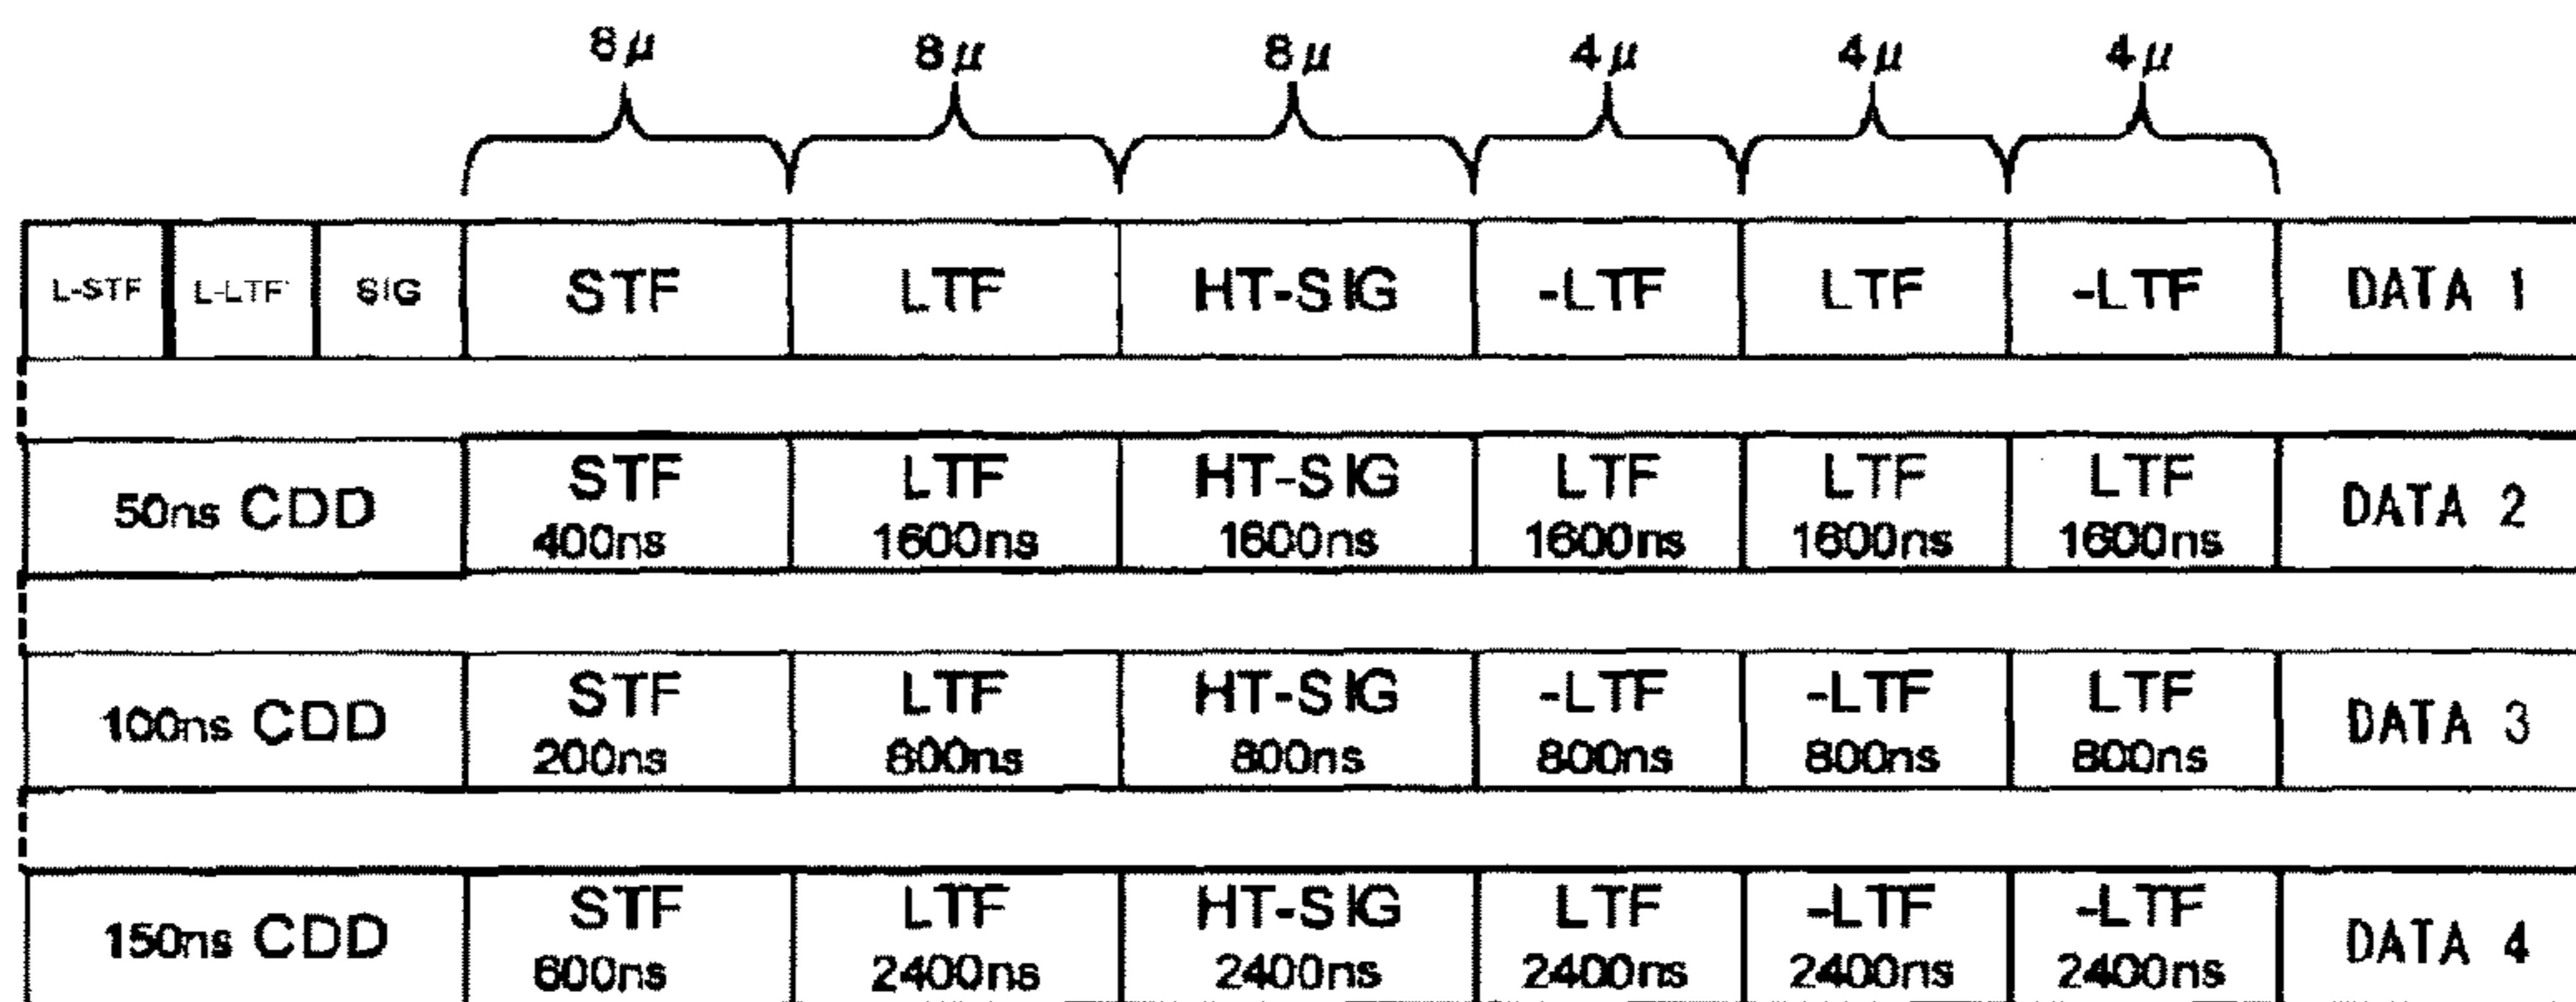 8μ 8μ 8μ 4μ 4μ 4μ
L-STF L-LTF SIG STF LTF HT-SIG -LTF LTF -LTF DATA 1
50ns CDD STF LTF HT-SIG LTF LTF LTF DATA 2
400ns 1600ns 1600ns 1600ns 1600ns 1600ns
100ns CDD STF LTF HT-SIG -LTF -LTF LTF DATA 3
200ns 800ns 800ns 800ns 800ns 800ns
150ns CDD STF LTF HT-SIG LTF -LTF -LTF DATA 4
600ns 2400ns 2400ns 2400ns 2400ns 2400ns